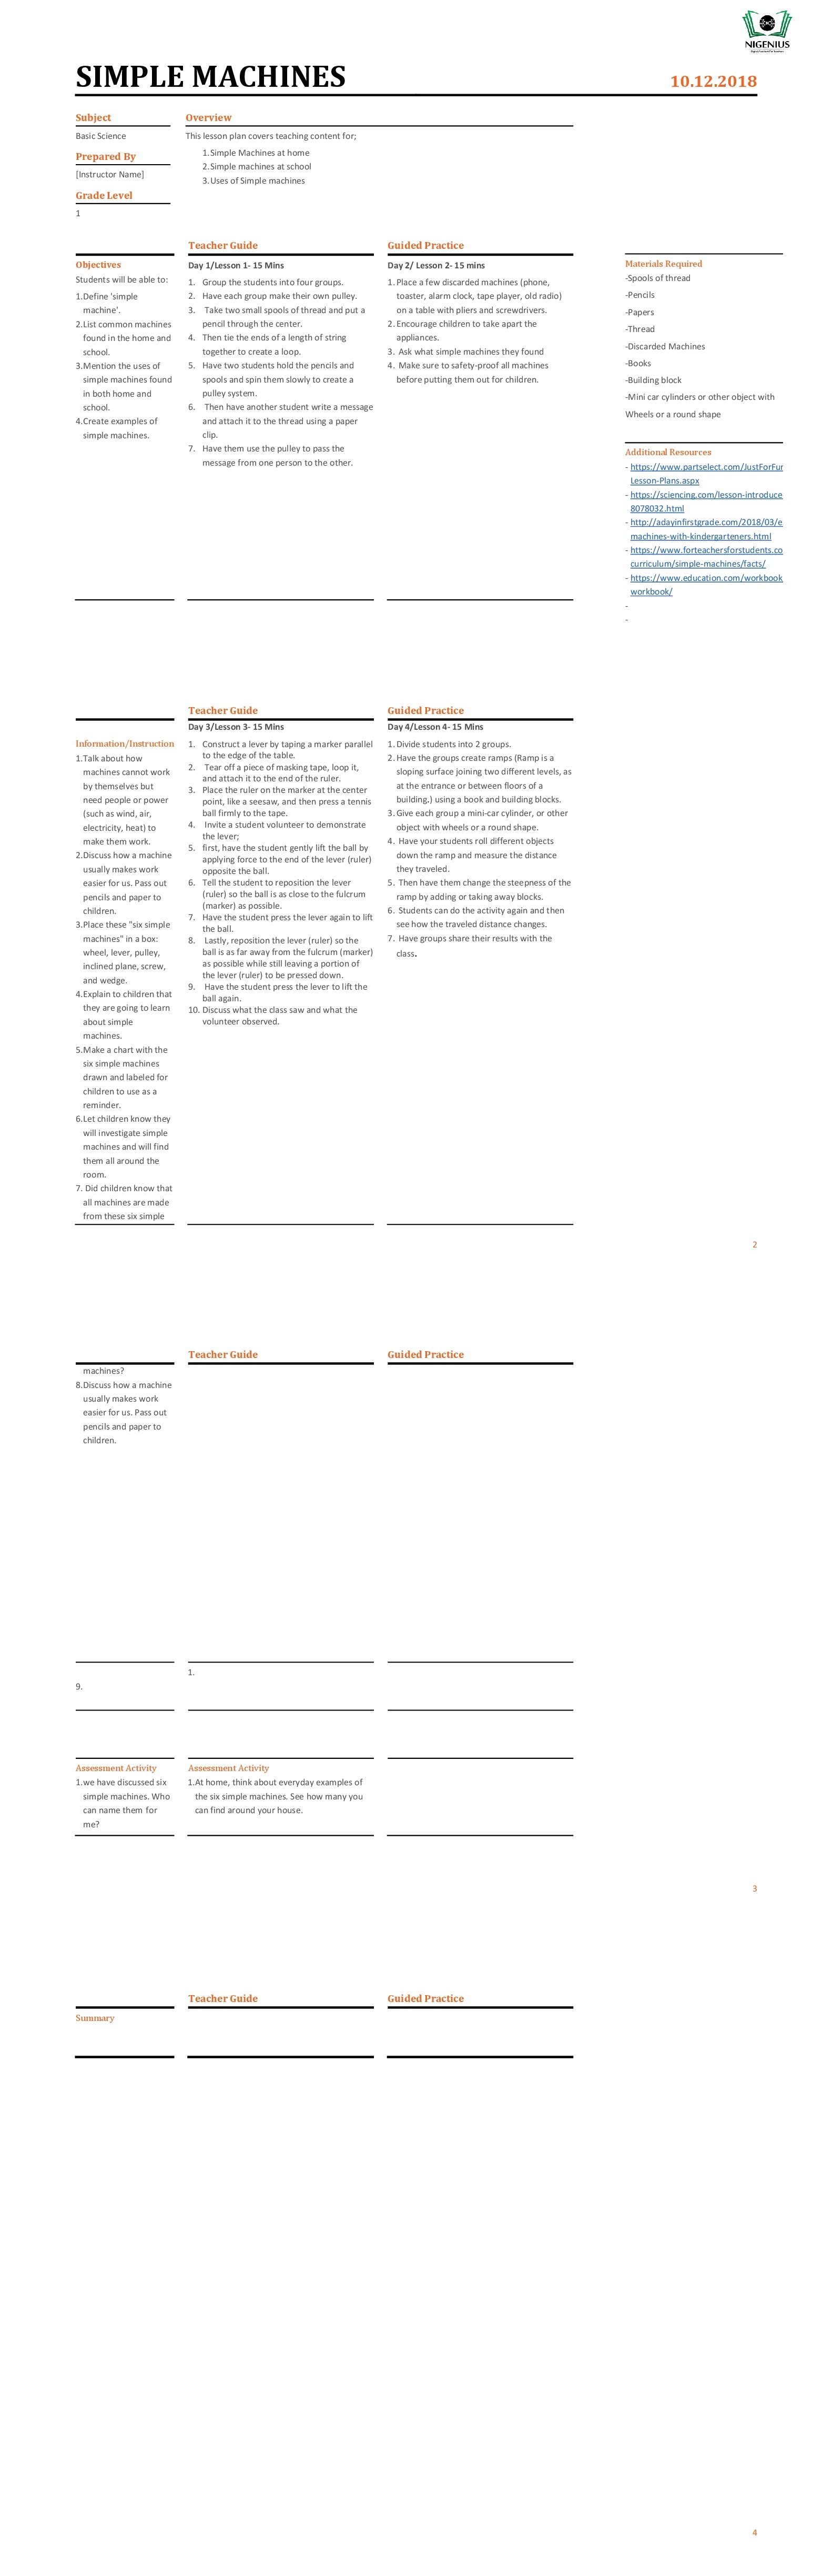 NIGENIUS
SIMPLE MACHINES
10.12.2018
Subject
Basic Science
Prepared By
[Instructor Name]
Grade Level
1
Overview
This lesson plan covers teaching content for;
1.Simple Machines at home
2.Simple machines at school
3.Uses of Simple machines
Objectives
Students will be able to:
1.Define 'simple
machine'.
2.List common machines
found in the home and
school.
3.Mention the uses of
simple machines found
in both home and
school.
4.Create examples of
simple machines.
Teacher Guide
Day 1/Lesson 1- 15 Mins
1. Group the students into four groups.
2. Have each group make their own pulley.
3. Take two small spools of thread and put a
pencil through the center.
4. Then tie the ends of a length of string
together to create a loop.
5. Have two students hold the pencils and
spools and spin them slowly to create a
pulley system.
6. Then have another student write a message
and attach it to the thread using a paper
clip.
7. Have them use the pulley to pass the
message from one person to the other.
Guided Practice
Day 2/ Lesson 2- 15 mins
1. Place a few discarded machines (phone,
toaster, alarm clock, tape player, old radio)
on a table with pliers and screwdrivers.
2. Encourage children to take apart the
appliances.
3. Ask what simple machines they found
4. Make sure to safety-proof all machines
before putting them out for children.
Materials Required
-Spools of thread
-Pencils
-Papers
-Thread
-Discarded Machines
-Books
-Building block
-Mini car cylinders or other object with
Wheels or a round shape
Additional Resources
- https://www.partselect.com/JustForFur
Lesson-Plans.aspx
- https://sciencing.com/lesson-introduce
8078032.html
- http://adayinfirstgrade.com/2018/03/e
machines-with-kindergarteners.html
- https://www.forteachersforstudents.co
curriculum/simple-machines/facts/
- https://www.education.com/workbook
workbook/
-
-
Information/Instruction
1.Talk about how
machines cannot work
by themselves but
need people or power
(such as wind, air,
electricity, heat) to
make them work.
2.Discuss how a machine
usually makes work
easier for us. Pass out
pencils and paper to
children.
3.Place these "six simple
machines" in a box:
wheel, lever, pulley,
inclined plane, screw,
and wedge.
4.Explain to children that
they are going to learn
about simple
machines.
5.Make a chart with the
six simple machines
drawn and labeled for
children to use as a
reminder.
6.Let children know they
will investigate simple
machines and will find
them all around the
room.
7. Did children know that
all machines are made
from these six simple
Teacher Guide
Day 3/Lesson 3- 15 Mins
1. Construct a lever by taping a marker parallel
to the edge of the table.
2. Tear off a piece of masking tape, loop it,
and attach it to the end of the ruler.
3. Place the ruler on the marker at the center
point, like a seesaw, and then press a tennis
ball firmly to the tape.
4. Invite a student volunteer to demonstrate
the lever;
5. first, have the student gently lift the ball by
applying force to the end of the lever (ruler)
opposite the ball.
6. Tell the student to reposition the lever
(ruler) so the ball is as close to the fulcrum
(marker) as possible.
7. Have the student press the lever again to lift
the ball.
8. Lastly, reposition the lever (ruler) so the
ball is as far away from the fulcrum (marker)
as possible while still leaving a portion of
the lever (ruler) to be pressed down.
9. Have the student press the lever to lift the
ball again.
10. Discuss what the class saw and what the
volunteer observed.
Guided Practice
Day 4/Lesson 4- 15 Mins
1. Divide students into 2 groups.
2. Have the groups create ramps (Ramp is a
sloping surface joining two different levels, as
at the entrance or between floors of a
building.) using a book and building blocks.
3. Give each group a mini-car cylinder, or other
object with wheels or a round shape.
4. Have your students roll different objects
down the ramp and measure the distance
they traveled.
5. Then have them change the steepness of the
ramp by adding or taking away blocks.
6. Students can do the activity again and then
see how the traveled distance changes.
7. Have groups share their results with the
class.
2
Teacher Guide
Guided Practice
machines?
8.Discuss how a machine
usually makes work
easier for us. Pass out
pencils and paper to
children.
9.
1.
Assessment Activity
1.we have discussed six
simple machines. Who
can name them for
me?
Assessment Activity
1.At home, think about everyday examples of
the six simple machines. See how many you
can find around your house.
3
Teacher Guide
Guided Practice
Summary
4